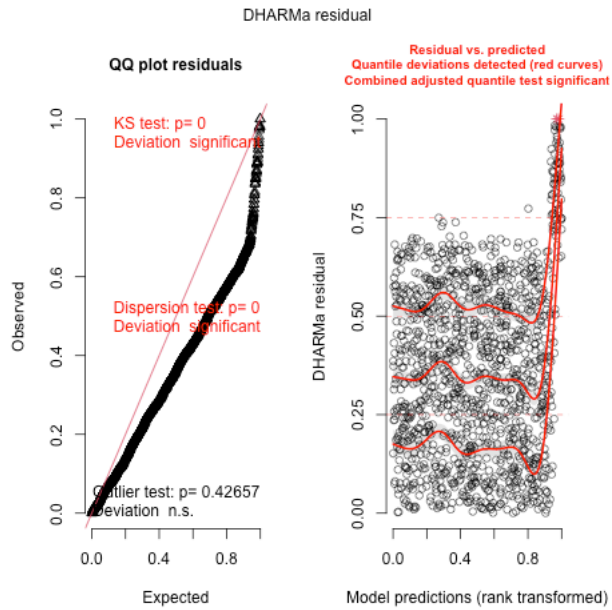 DHARMa residual
QQ plot residuals
KS test: p= 0
Deviation significant
Dispersion test: p= 0
Deviation significant
Outlier test: p= 0.42657
Deviation n.s.
Observed
0.0
0.2
0.4
0.6
0.8
1.0
0.0
0.4
0.8
Expected
Residual vs. predicted
Quantile deviations detected (red curves)
Combined adjusted quantile test significant
DHARMa residual
0.00
0.25
0.50
0.75
1.00
0.0
0.4
0.8
Model predictions (rank transformed)